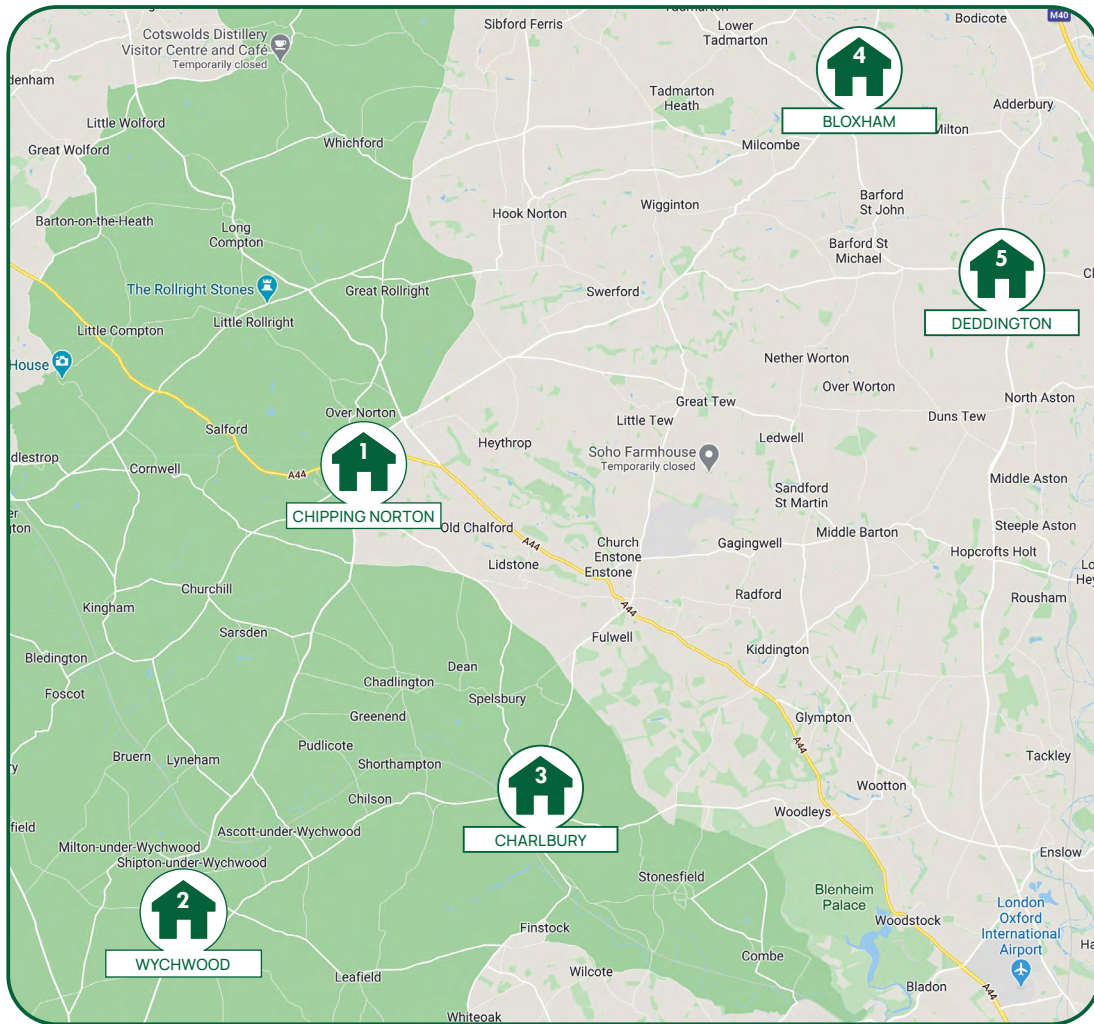 Sibford Ferris
Tadmarton
Lower
Tadmarton
Bodicote
M40
Cotswolds Distillery
Visitor Centre and Café
Temporarily closed
4
BLOXHAM
Tadmarton
Heath
Adderbury
Milton
Milcombe
Little Wolford
Great Wolford
Whichford
Barton-on-the-Heath
Long
Compton
Hook Norton
Wigginton
Barford
St John
Barford St
Michael
5
DEDDINGTON
The Rollright Stones
Great Rollright
Swerford
Little Rollright
Little Compton
House
Nether Worton
Over Worton
North Aston
Duns Tew
Great Tew
Little Tew
Over Norton
Salford
Heythrop
Soho Farmhouse
Temporarily closed
Ledwell
1
CHIPPING NORTON
A44
Cornwell
Middle Aston
Sandford
St Martin
Old Chalford
A44
Church
Enstone
Enstone
Gagingwell
Middle Barton
Steeple Aston
Hopcrofts Holt
Lidstone
Radford
Rousham
Churchill
Kingham
A44
Sarsden
Fulwell
Kiddington
Bledington
Foscot
Dean
Chadlington
Spelsbury
Greenend
Glympton
A44
Pudlicote
Bruern
Lyneham
Shorthampton
3
CHARLBURY
Tackley
Wootton
Chilson
Woodleys
Ascott-under-Wychwood
Milton-under-Wychwood
Shipton-under-Wychwood
Enslow
2
WYCHWOOD
Stonesfield
Blenheim
Palace
Woodstock
London
Oxford
International
Airport
Finstock
Combe
Wilcote
Leafield
Bladon
A44
Whiteoak